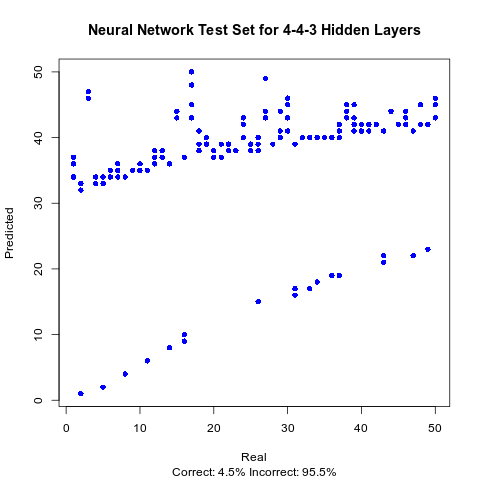 Neural Network Test Set for 4-4-3 Hidden Layers
50
40
30
20
10
0
Predicted
0 10 20 30 40 50
Real
Correct: 4.5% Incorrect: 95.5%